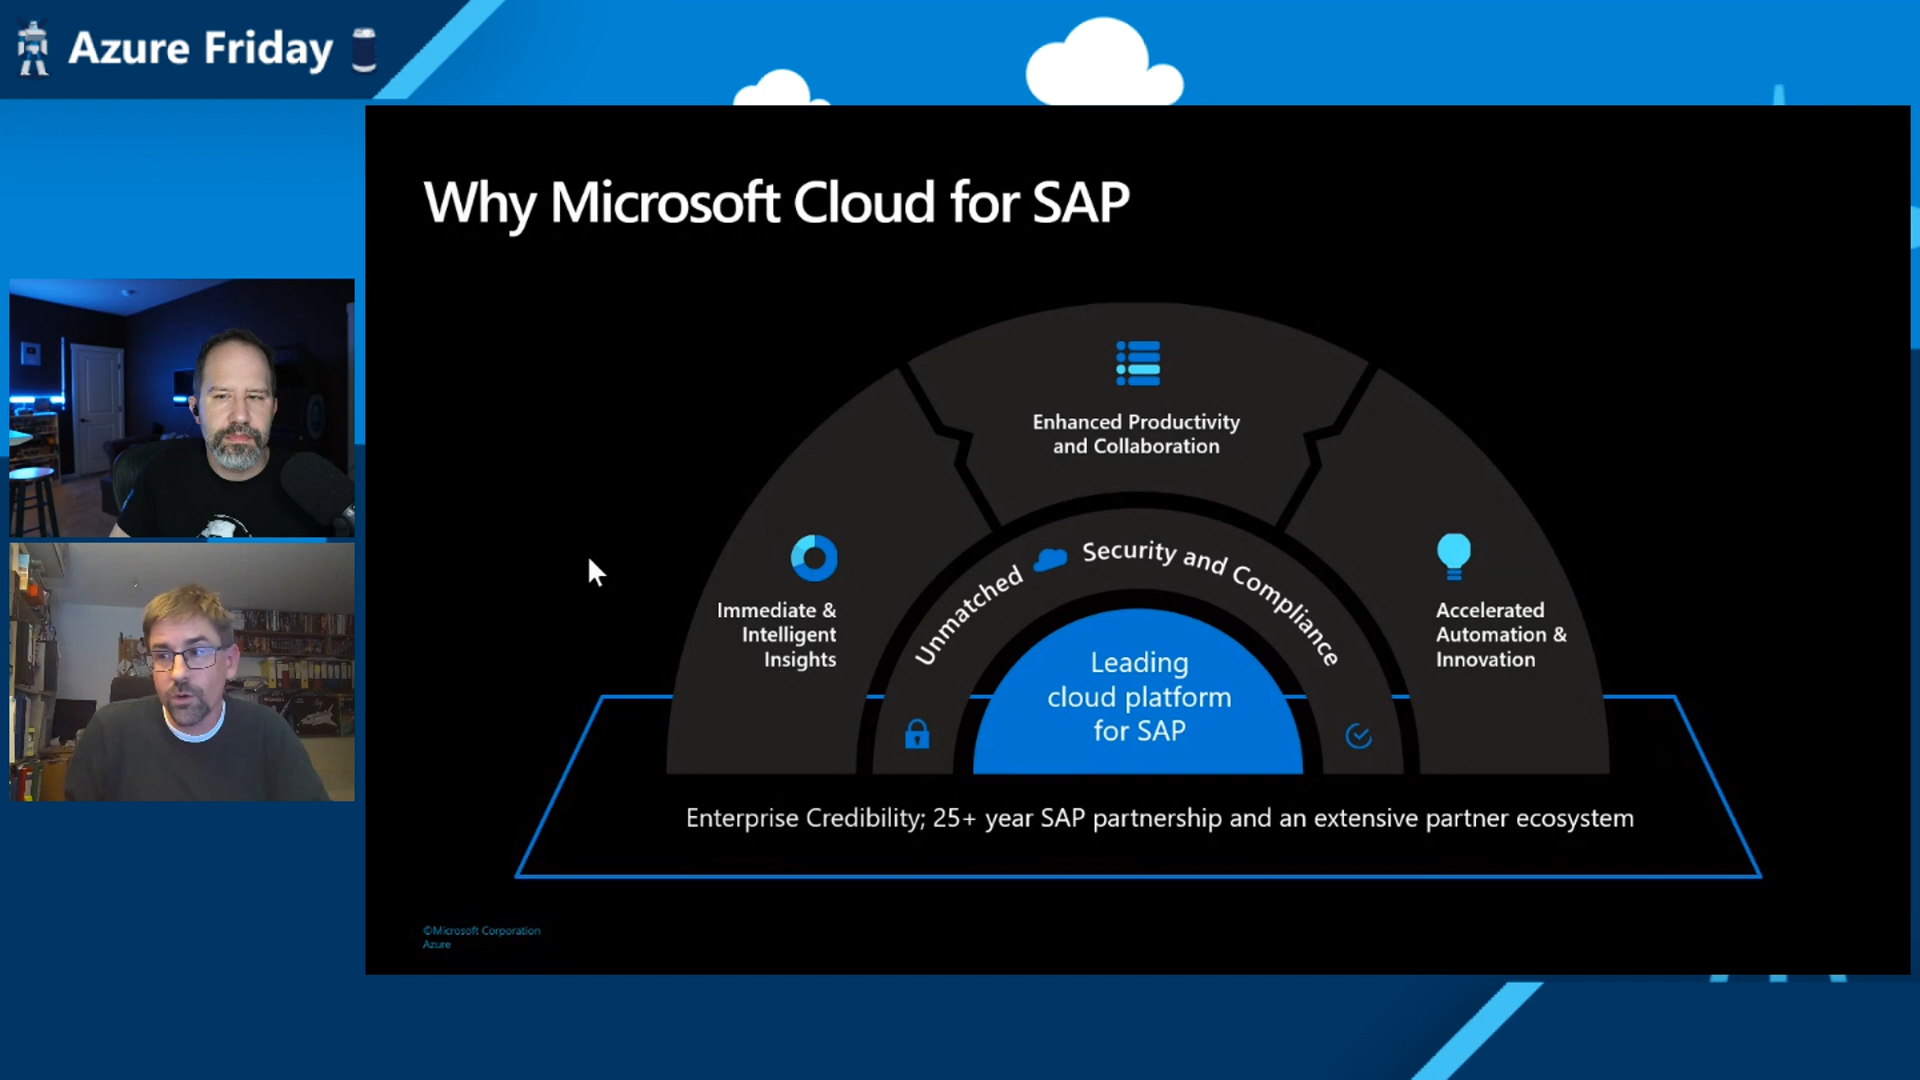 Azure Friday
Why Microsoft Cloud for SAP
Enhanced Productivity
and Collaboration
Immediate &
Intelligent
Insights
Unmatched Security and Compliance
Accelerated
Automation &
Innovation
Leading
cloud platform
for SAP
Enterprise Credibility; 25+ year SAP partnership and an extensive partner ecosystem
©Microsoft Corporation
Azure